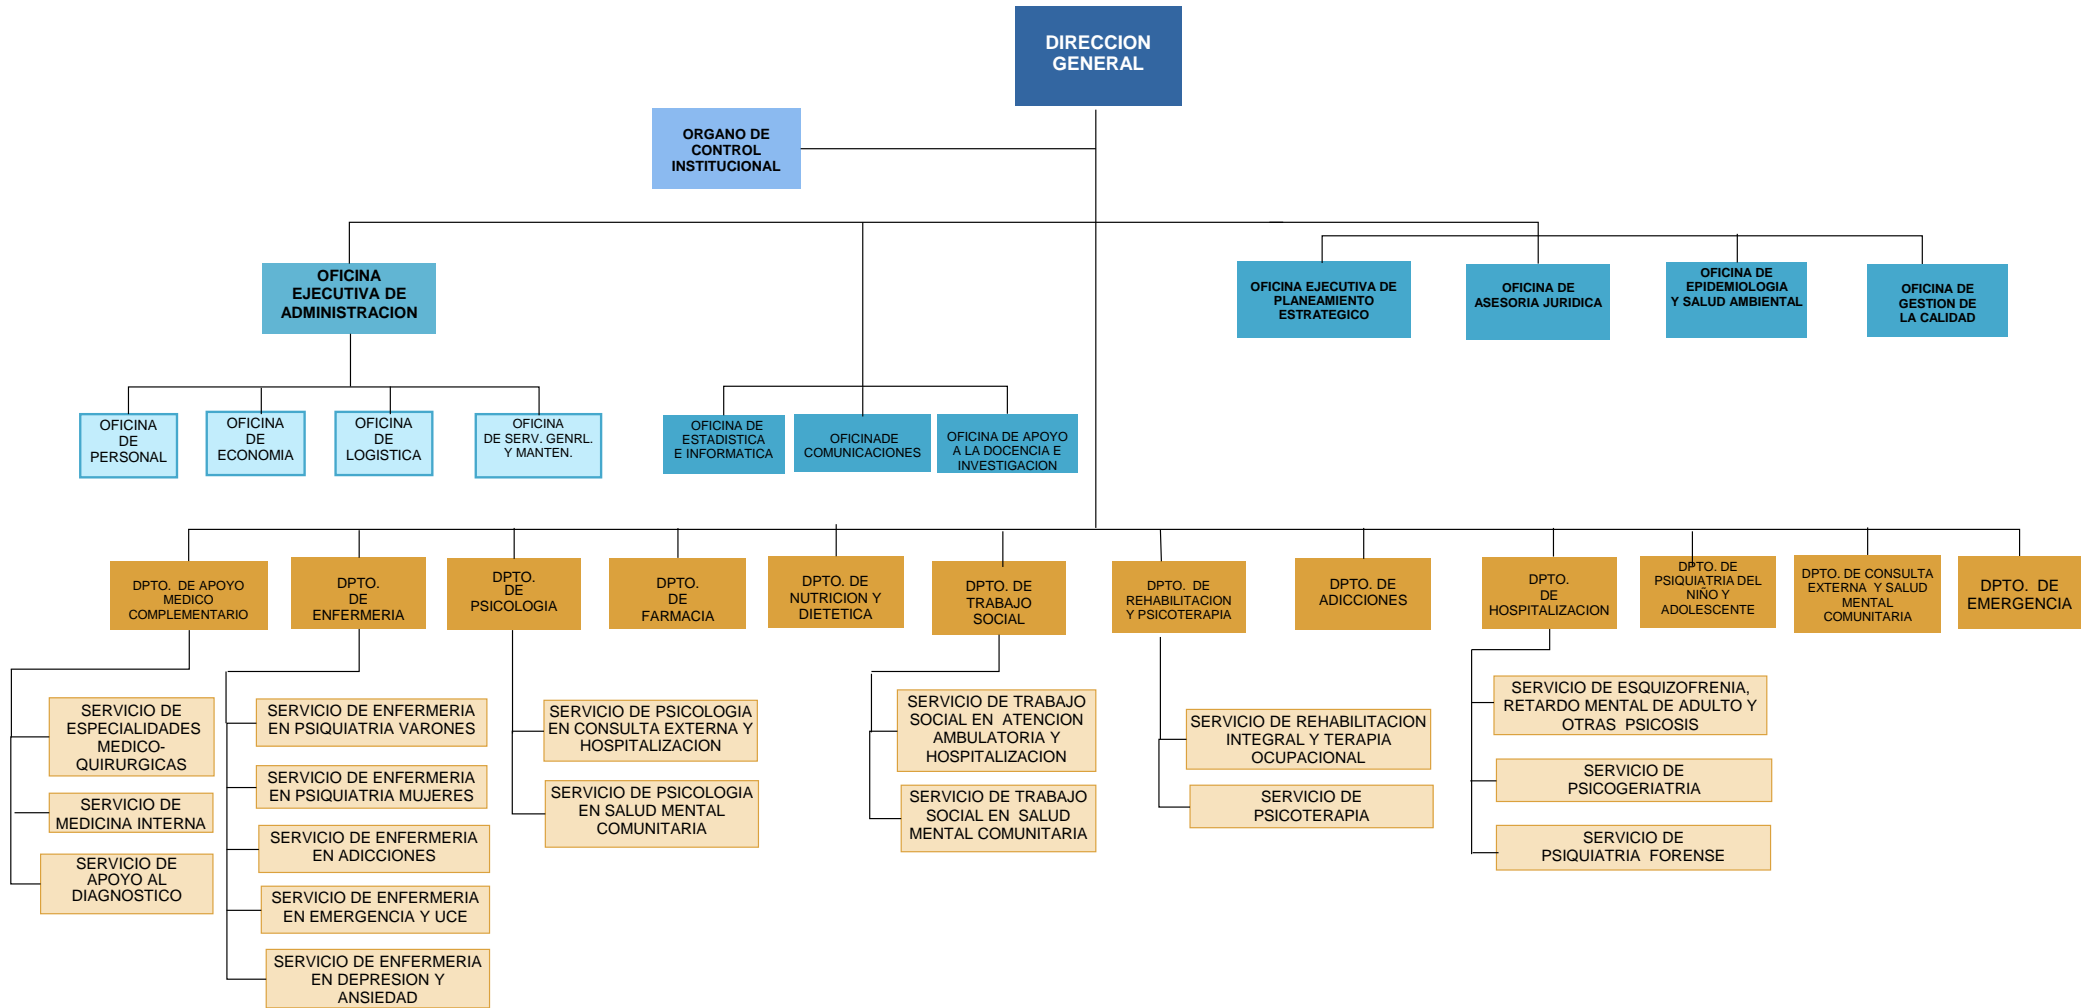 DIRECCION
GENERAL
ORGANO DE
CONTROL
INSTITUCIONAL
OFICINA
EJECUTIVA DE
ADMINISTRACION
OFICINA EJECUTIVA DE
PLANEAMIENTO
ESTRATEGICO
OFICINA DE
ASESORIA JURIDICA
OFICINA DE
EPIDEMIOLOGIA
Y SALUD AMBIENTAL
OFICINA DE
GESTION DE
LA CALIDAD
OFICINA
DE
PERSONAL
OFICINA
DE
ECONOMIA
OFICINA
DE
LOGISTICA
OFICINA
DE SERV. GENRL.
Y MANTEN.
OFICINA DE
ESTADISTICA
E INFORMATICA
OFICINADE
COMUNICACIONES
OFICINA DE APOYO
A LA DOCENCIA E
INVESTIGACION
DPTO. DE APOYO
MEDICO
COMPLEMENTARIO
DPTO.
DE
ENFERMERIA
DPTO.
DE
PSICOLOGIA
DPTO.
DE
FARMACIA
DPTO. DE
NUTRICION Y
DIETETICA
DPTO. DE
TRABAJO
SOCIAL
DPTO. DE
REHABILITACION
Y PSICOTERAPIA
DPTO. DE
ADICCIONES
DPTO.
DE
HOSPITALIZACION
DPTO. DE
PSIQUIATRIA DEL
NIÑO Y
ADOLESCENTE
DPTO. DE CONSULTA
EXTERNA Y SALUD
MENTAL
COMUNITARIA
DPTO. DE
EMERGENCIA
SERVICIO DE
ESPECIALIDADES
MEDICO-
QUIRURGICAS
SERVICIO DE
MEDICINA INTERNA
SERVICIO DE
APOYO AL
DIAGNOSTICO
SERVICIO DE ENFERMERIA
EN PSIQUIATRIA VARONES
SERVICIO DE ENFERMERIA
EN PSIQUIATRIA MUJERES
SERVICIO DE ENFERMERIA
EN ADICCIONES
SERVICIO DE ENFERMERIA
EN EMERGENCIA Y UCE
SERVICIO DE ENFERMERIA
EN DEPRESION Y
ANSIEDAD
SERVICIO DE PSICOLOGIA
EN CONSULTA EXTERNA Y
HOSPITALIZACION
SERVICIO DE PSICOLOGIA
EN SALUD MENTAL
COMUNITARIA
SERVICIO DE TRABAJO
SOCIAL EN ATENCION
AMBULATORIA Y
HOSPITALIZACION
SERVICIO DE TRABAJO
SOCIAL EN SALUD
MENTAL COMUNITARIA
SERVICIO DE REHABILITACION
INTEGRAL Y TERAPIA
OCUPACIONAL
SERVICIO DE
PSICOTERAPIA
SERVICIO DE ESQUIZOFRENIA,
RETARDO MENTAL DE ADULTO Y
OTRAS PSICOSIS
SERVICIO DE
PSICOGERIATRIA
SERVICIO DE
PSIQUIATRIA FORENSE